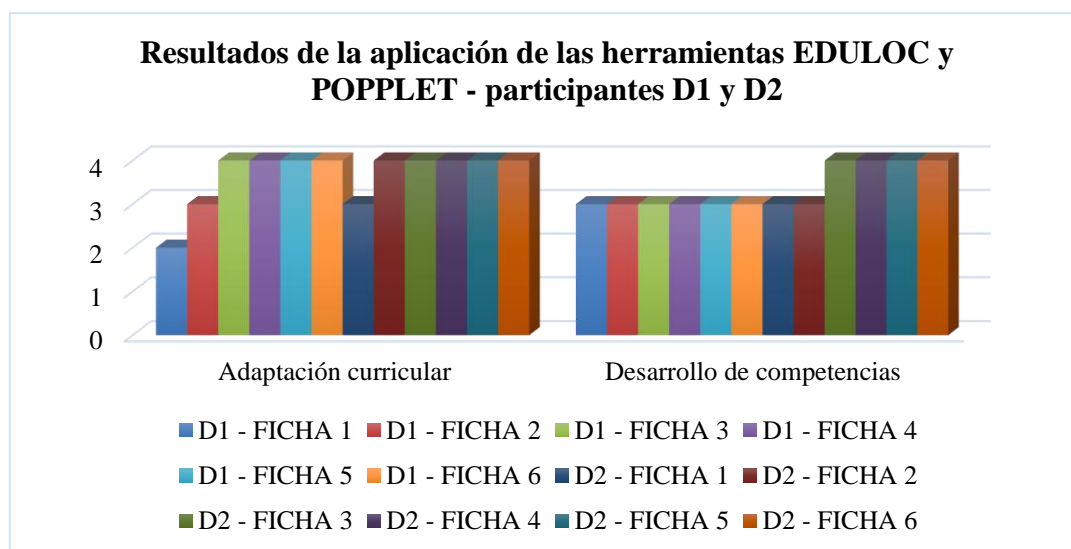 Resultados de la aplicación de las herramientas EDULOC y
POPPLET - participantes D1 y D2
4
3
2
1
0
Adaptación curricular Desarrollo de competencias
D1 - FICHA 1 D1 - FICHA 2 D1 - FICHA 3 D1 - FICHA 4
D1 - FICHA 5 D1 - FICHA 6 D2 - FICHA 1 D2 - FICHA 2
D2 - FICHA 3 D2 - FICHA 4 D2 - FICHA 5 D2 - FICHA 6